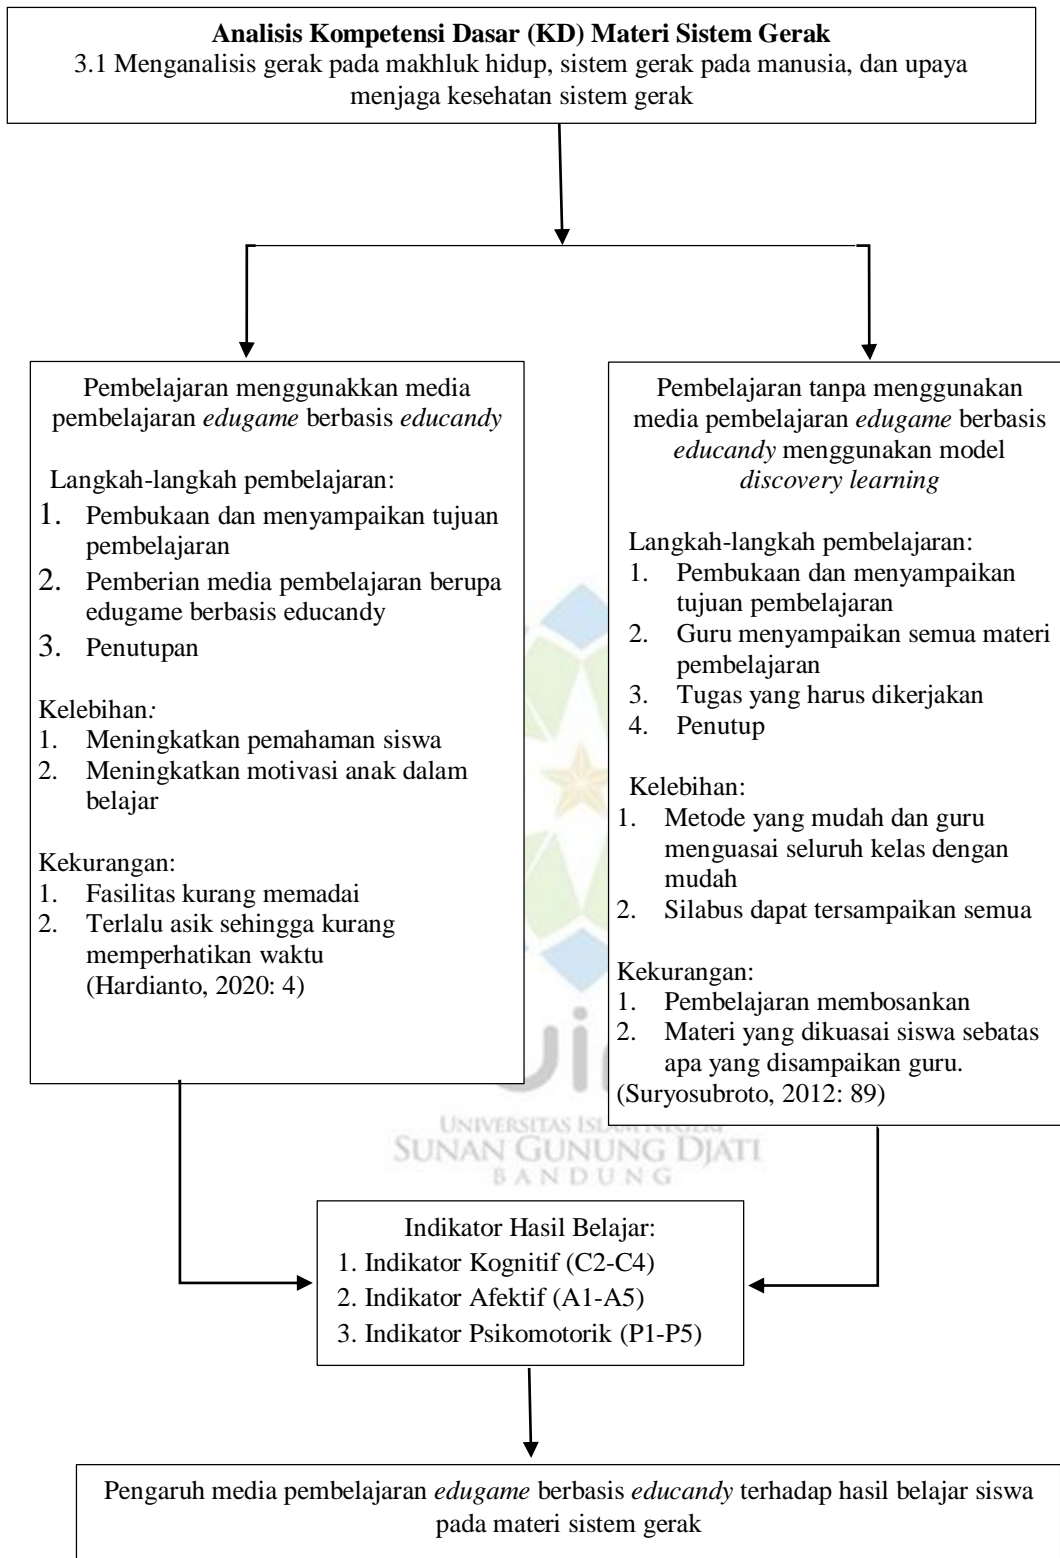 Analisis Kompetensi Dasar (KD) Materi Sistem Gerak
3.1 Menganalisis gerak pada makhluk hidup, sistem gerak pada manusia, dan upaya
menjaga kesehatan sistem gerak
Pembelajaran menggunakkan media
pembelajaran edugame berbasis educandy
Langkah-langkah pembelajaran:
1. Pembukaan dan menyampaikan tujuan
pembelajaran
2. Pemberian media pembelajaran berupa
edugame berbasis educandy
3. Penutupan
Kelebihan:
1. Meningkatkan pemahaman siswa
2. Meningkatkan motivasi anak dalam
belajar
Kekurangan:
1. Fasilitas kurang memadai
2. Terlalu asik sehingga kurang
memperhatikan waktu
(Hardianto, 2020: 4)
Pembelajaran tanpa menggunakan
media pembelajaran edugame berbasis
educandy menggunakan model
discovery learning
Langkah-langkah pembelajaran:
1. Pembukaan dan menyampaikan
tujuan pembelajaran
2. Guru menyampaikan semua materi
pembelajaran
3. Tugas yang harus dikerjakan
4. Penutup
Kelebihan:
1. Metode yang mudah dan guru
menguasai seluruh kelas dengan
mudah
2. Silabus dapat tersampaikan semua
Kekurangan:
1. Pembelajaran membosankan
2. Materi yang dikuasai siswa sebatas
apa yang disampaikan guru.
(Suryosubroto, 2012: 89)
UNIVERSITAS
SUNAN GUNUNG DJATI
BANDUNG
Indikator Hasil Belajar:
1. Indikator Kognitif (C2-C4)
2. Indikator Afektif (A1-A5)
3. Indikator Psikomotorik (P1-P5)
Pengaruh media pembelajaran edugame berbasis educandy terhadap hasil belajar siswa
pada materi sistem gerak